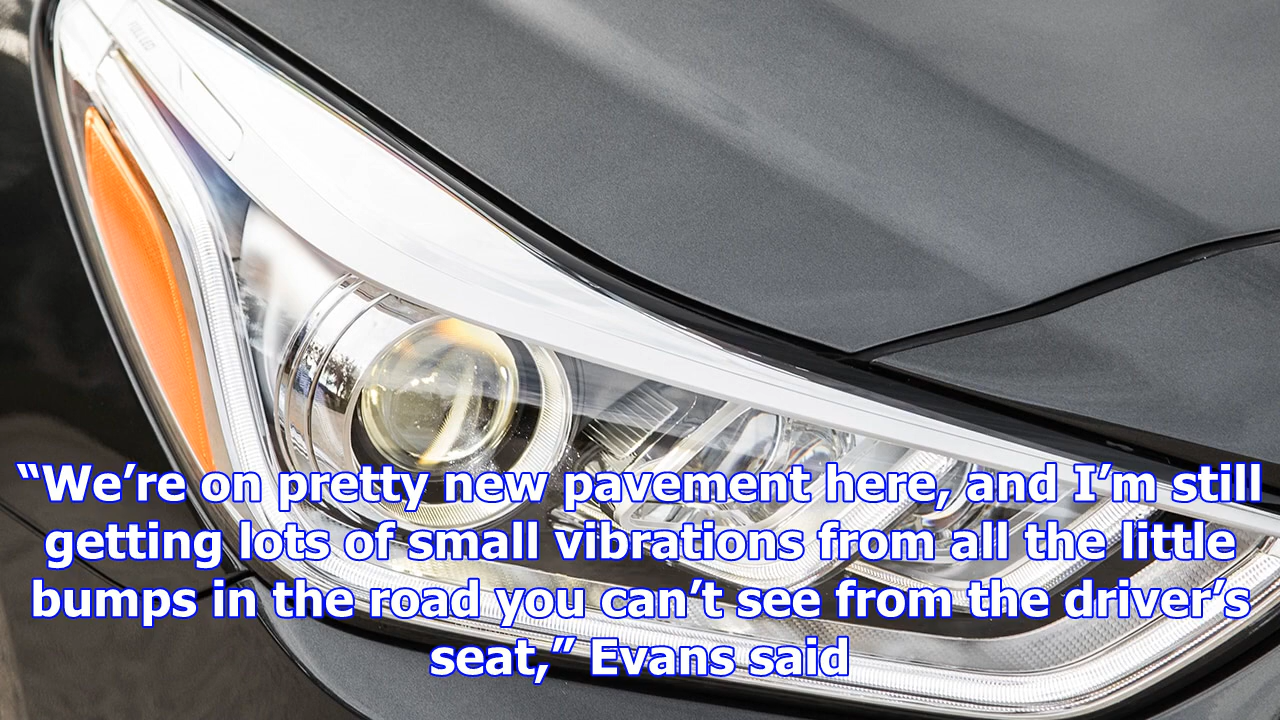 “We’re on pretty new pavement here, and I’m still
getting lots of small vibrations from all the little
bumps in the road you can’t see from the driver’s
seat,” Evans said